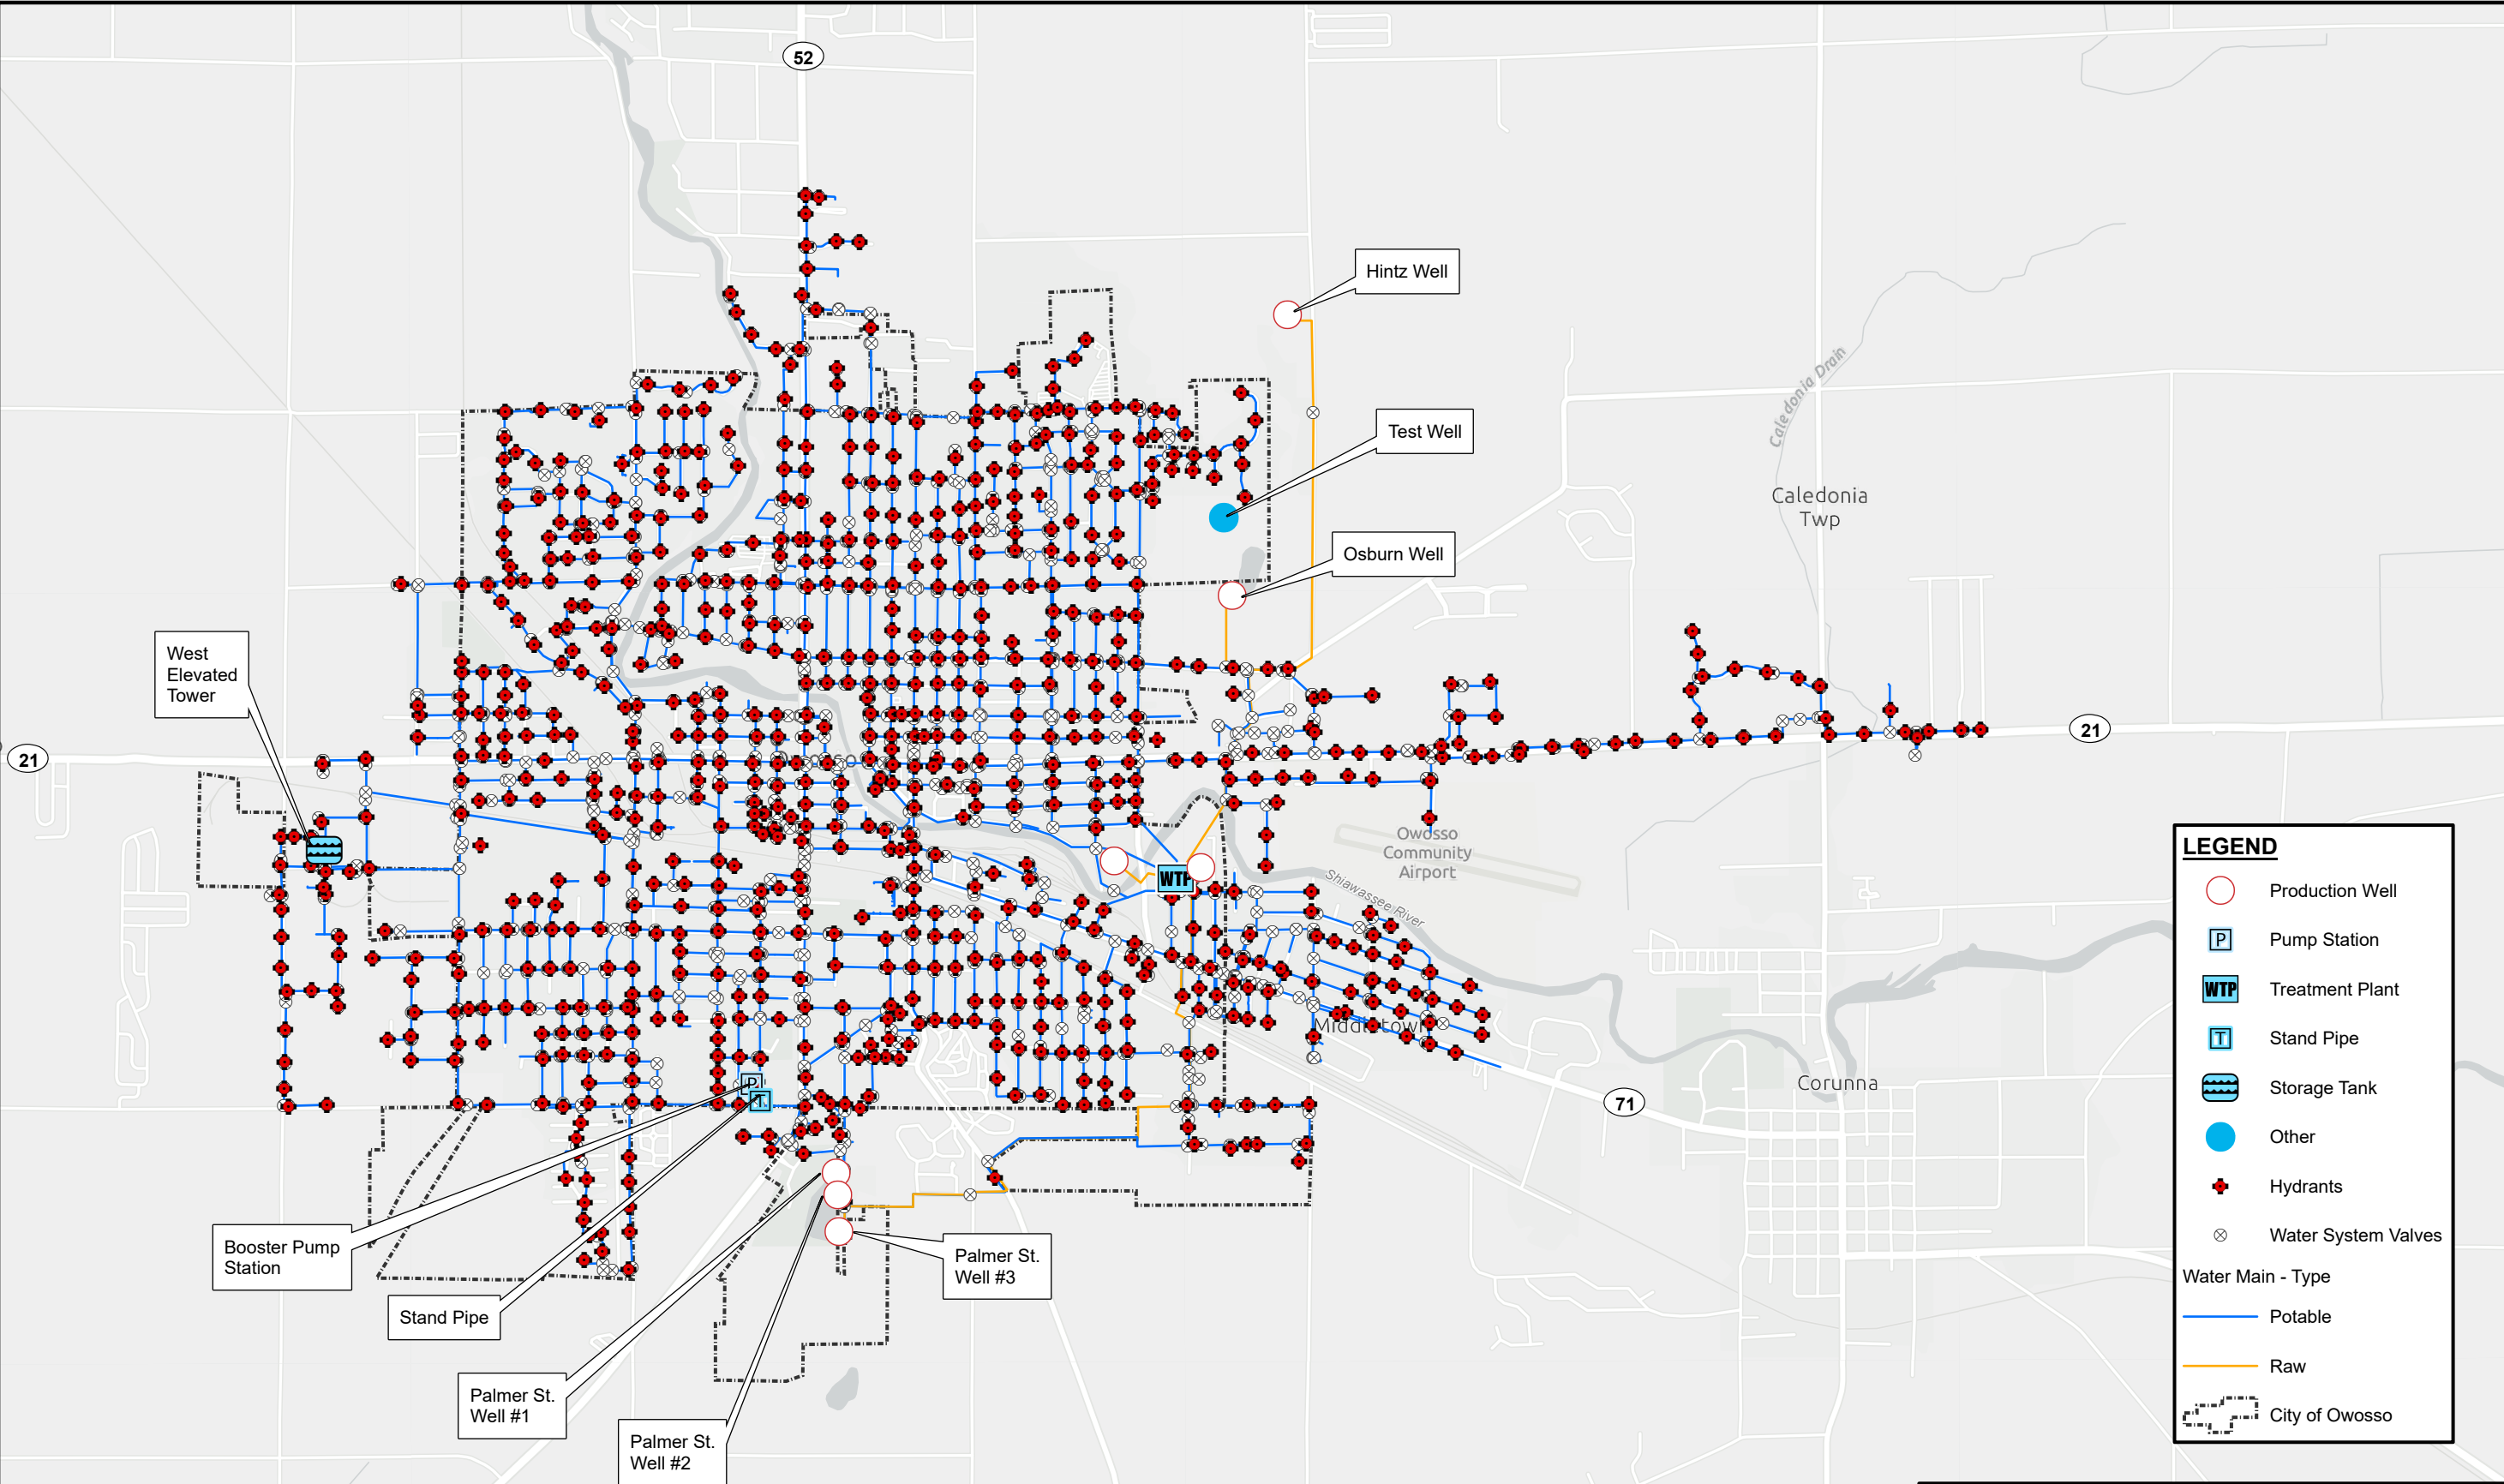 52
Hintz Well
Caledonia Drain
Test Well
Caledonia
Twp
Osburn Well
West
Elevated
Tower
21
21
Owosso
Community
Airport
WTP
Shiawassee River
LEGEND
Production Well
P
Pump Station
WTP
Treatment Plant
T
Stand Pipe
Storage Tank
Other
Hydrants
Water System Valves
Water Main - Type
Potable
Raw
City of Owosso
Middletown
P
T
Corunna
71
Booster Pump
Station
Palmer St.
Well #3
Stand Pipe
Palmer St.
Well #1
Palmer St.
Well #2